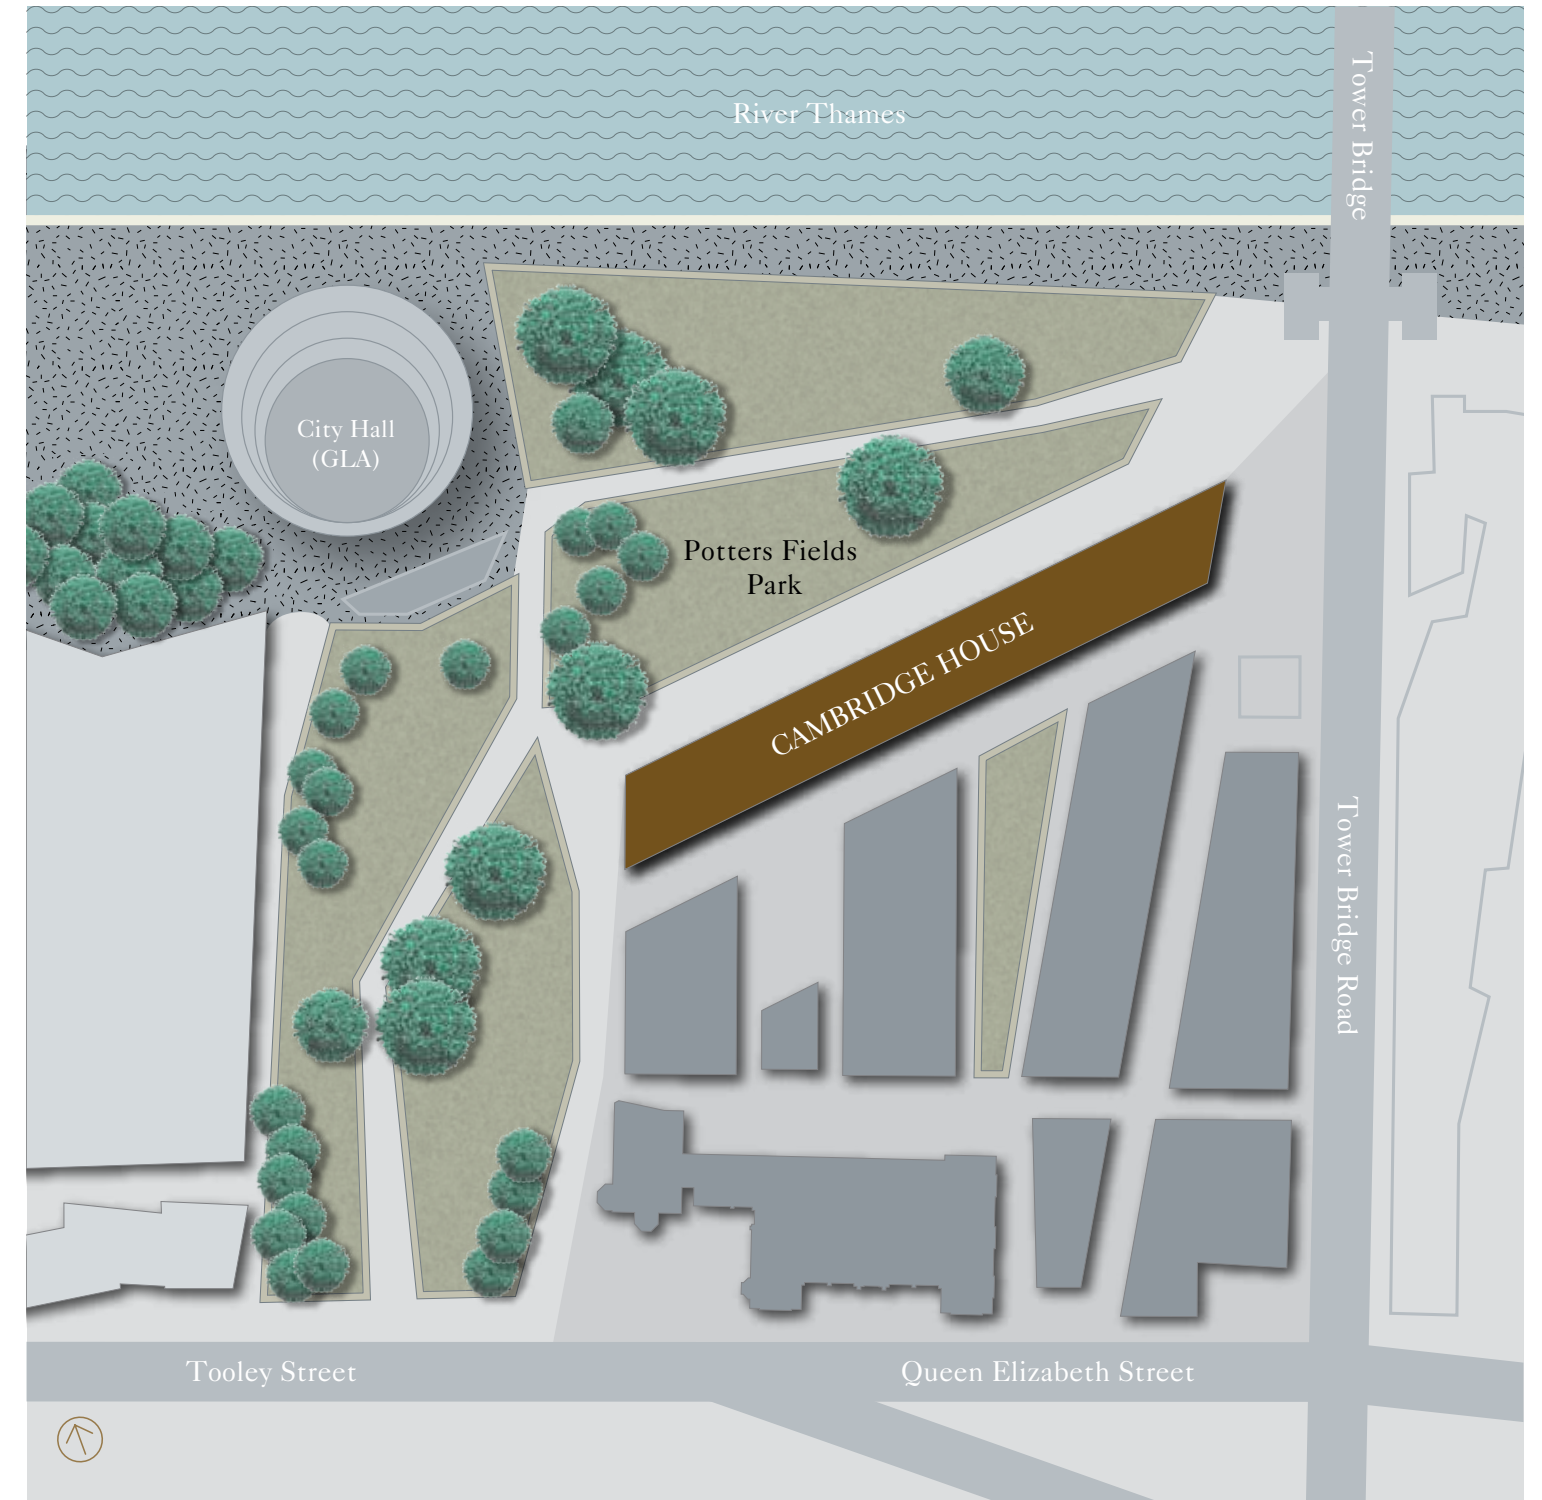 River Thames
Tower Bridge
City Hall
(GLA)
Potters Fields
Park
CAMBRIDGE HOUSE
Tower Bridge Road
Tooley Street
Queen Elizabeth Street